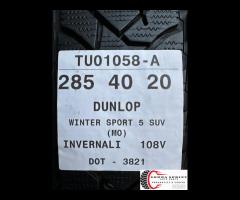 TU01058-A
285 40 20
DUNLOP
WINTER SPORT 5 SUV
(MO)
INVERNALI 108V
DOT - 3821